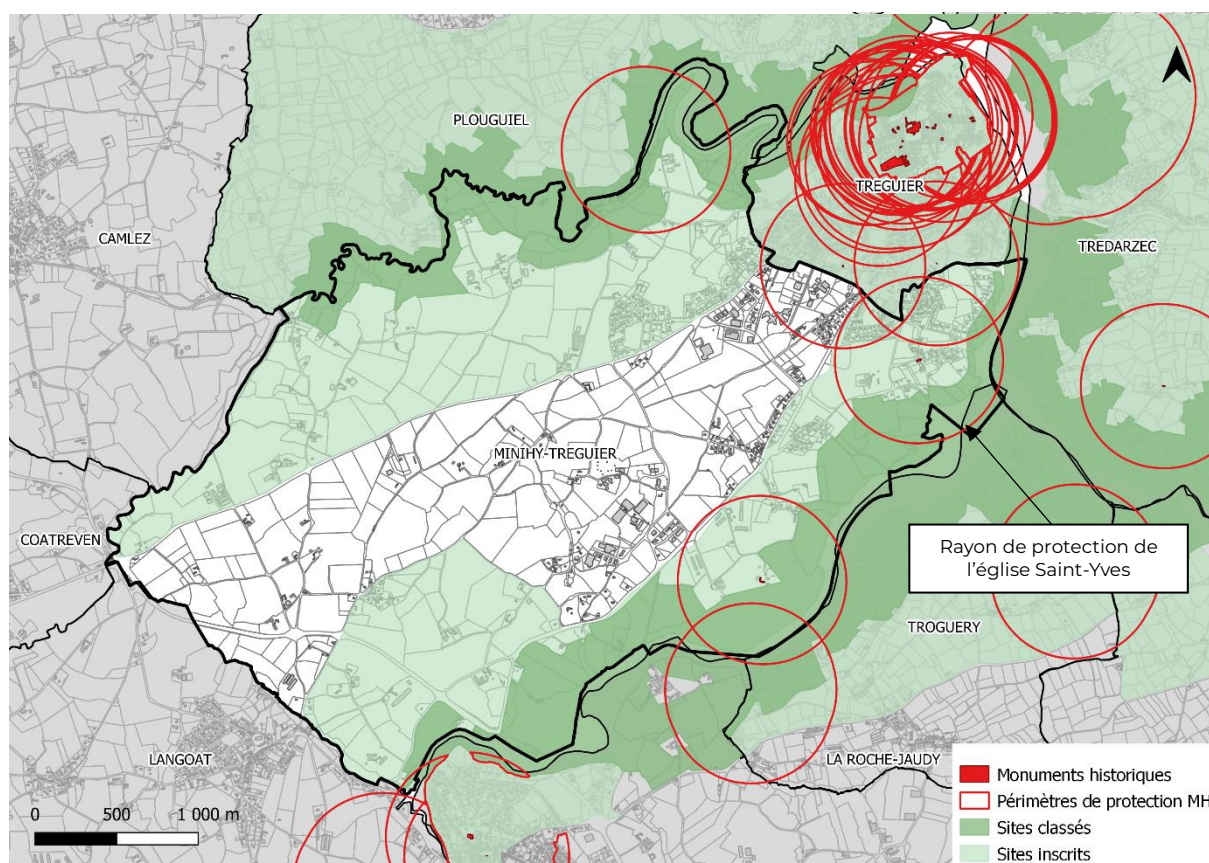 PLOUGUIEL
TREGUIER
CAMLEZ
TREDARZEC
MINIHY-TREGUIER
COATREVEN
Rayon de protection de
l'église Saint-Yves
TROGUERY
LANGOAT
LA ROCHE-JAUDY
0 500 1 000 m
Monuments historiques
Périmètres de protection MH
Sites classés
Sites inscrits